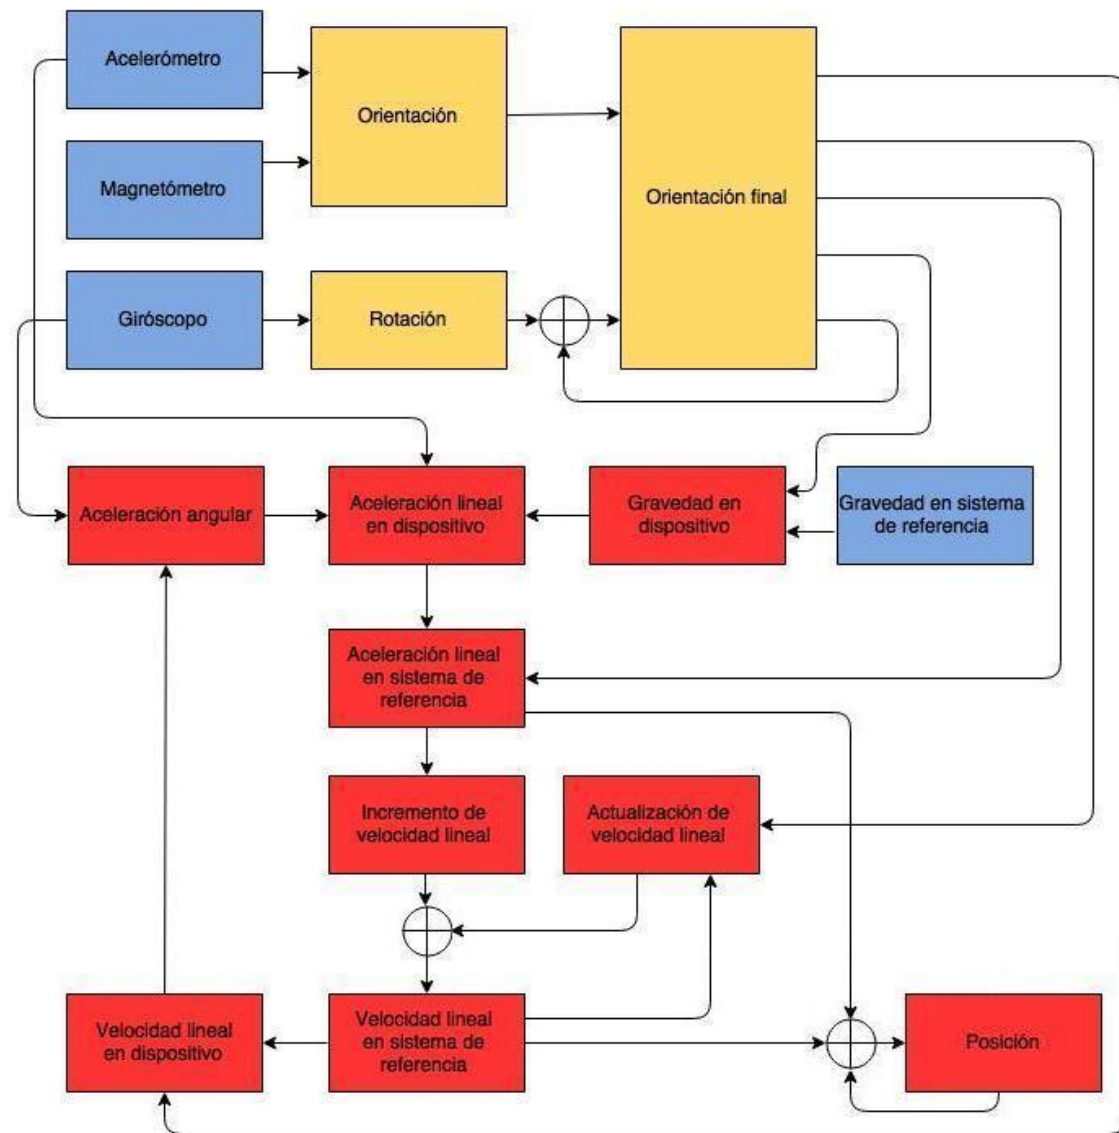 Acelerómetro
Orientación
Magnetómetro
Orientación final
Giróscopo
Rotación
Aceleración angular
Aceleración lineal
en dispositivo
Gravedad en
dispositivo
Gravedad en sistema
de referencia
Aceleración lineal
en sistema de
referencia
Incremento de
velocidad lineal
Actualización de
velocidad lineal
Velocidad lineal
en dispositivo
Velocidad lineal
en sistema de
referencia
Posición